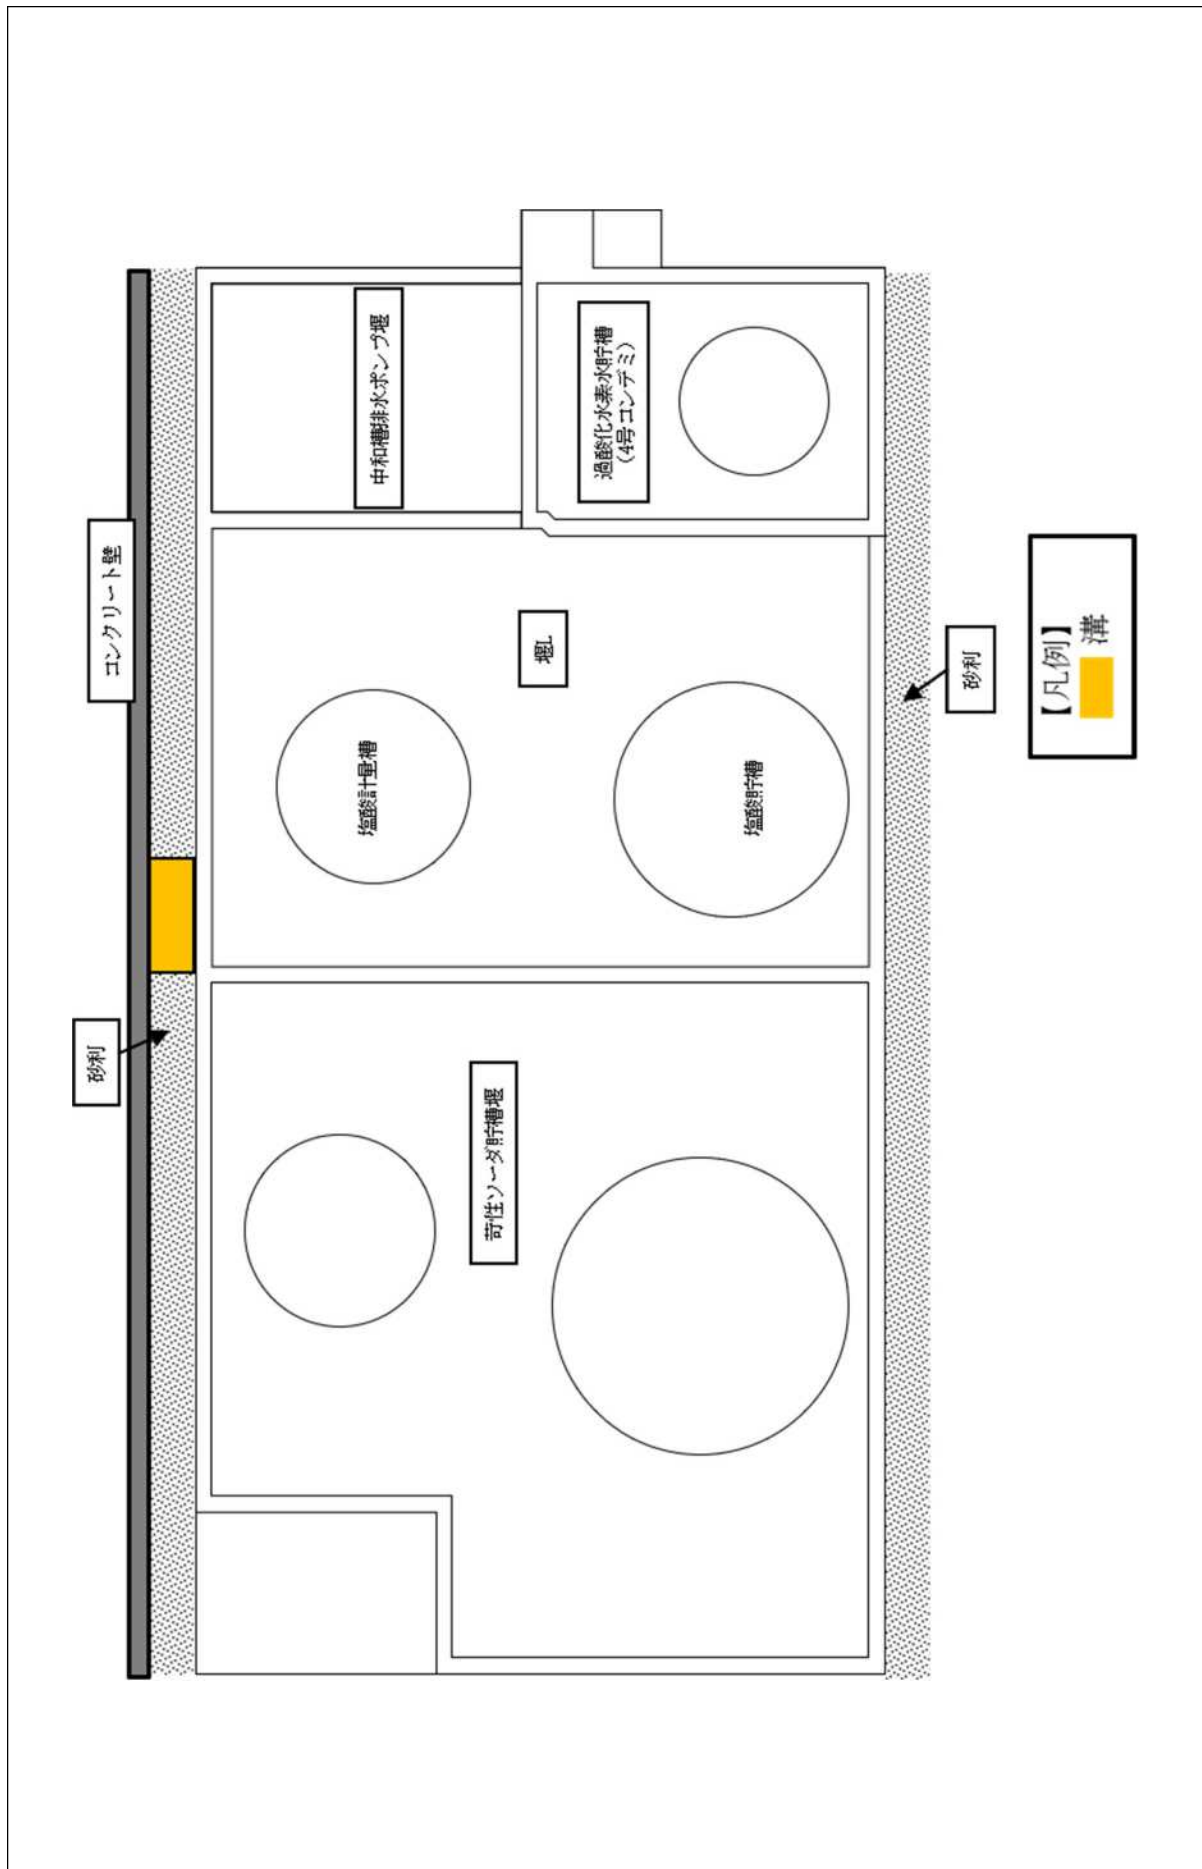 コンクリート壁
砂利
中和槽排水ポンプ堰
過酸化水素水貯槽
（4号コンデミ）
塩酸計量槽
堰L
塩酸貯槽
苛性ソーダ貯槽堰
砂利
【凡例】
溝